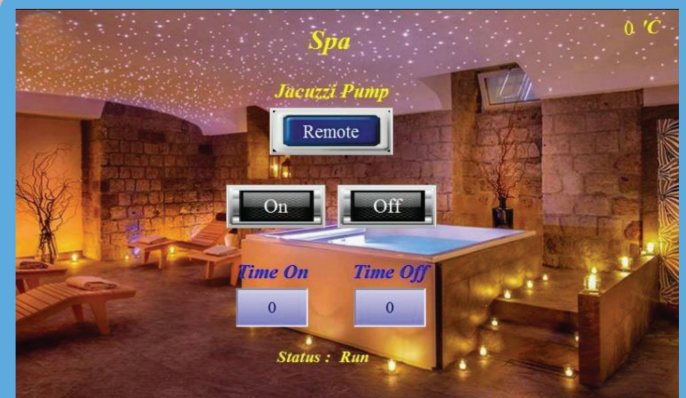 Spa
0 'C
Jacuzzi Pump
Remote
On Off
Time On Time Off
0 0
Status : Run